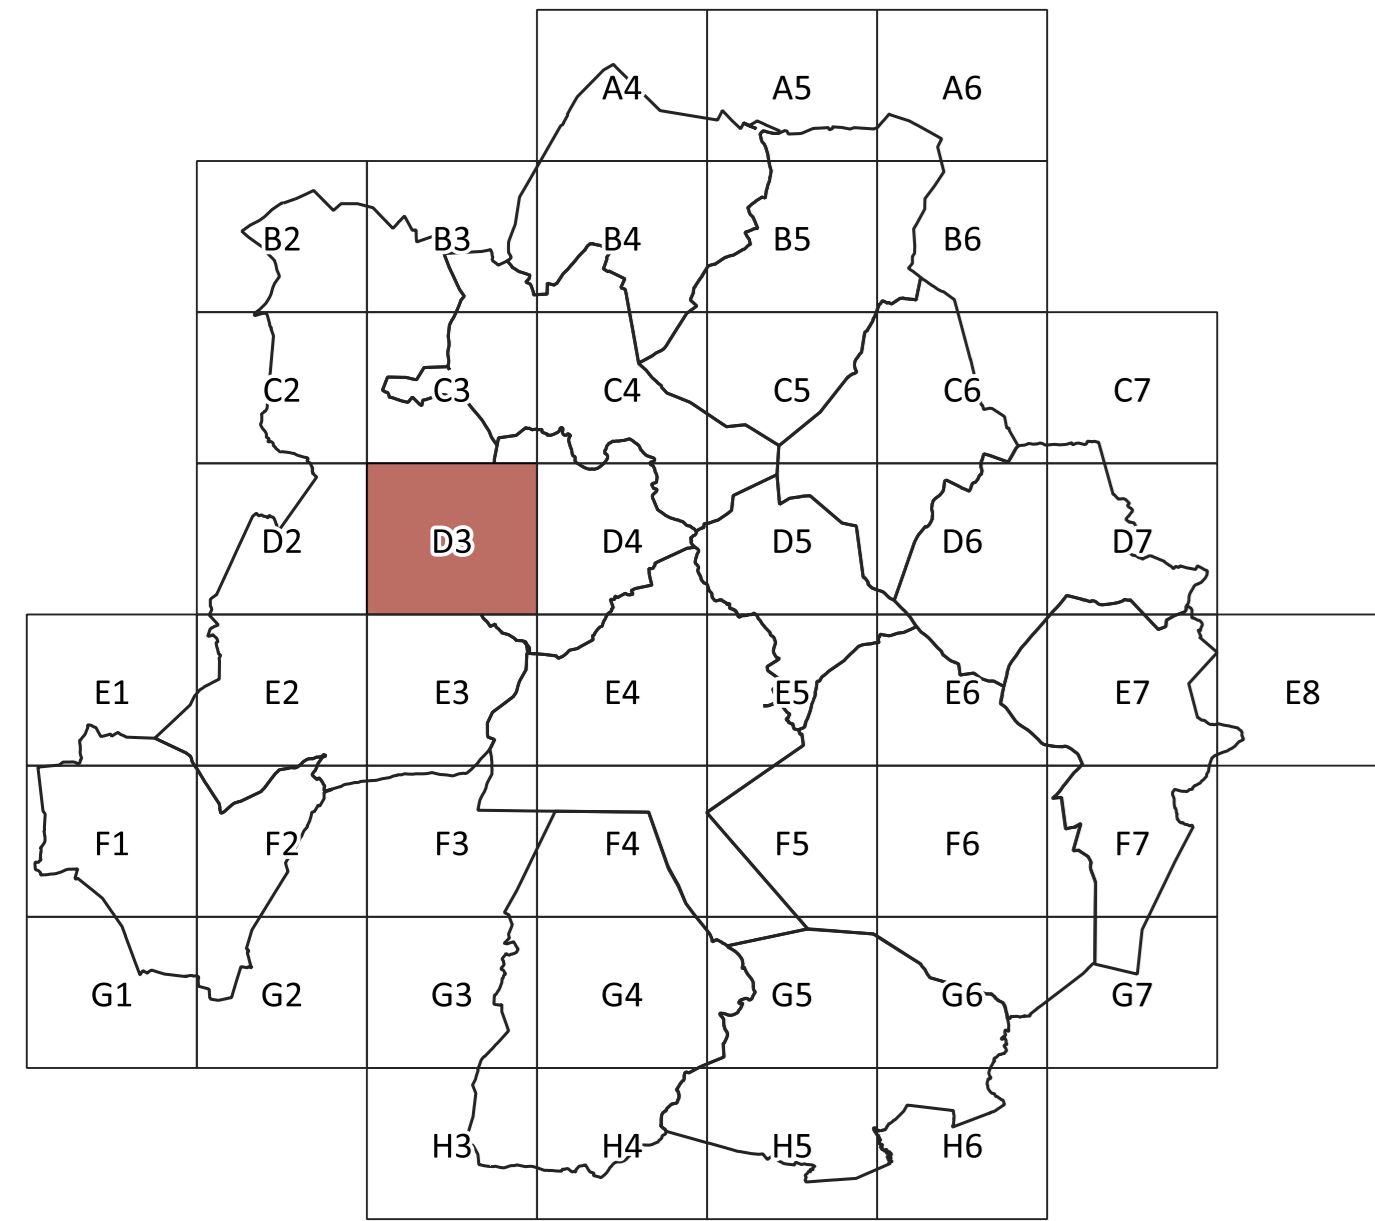 A4 A5 A6
B2 B3 B4 B5 B6
C2 C3 C4 C5 C6 C7
D2 D3 D4 D5 D6 D7
E1 E2 E3 E4 E5 E6 E7 E8
F1 F2 F3 F4 F5 F6 F7
G1 G2 G3 G4 G5 G6 G7
H3 H4 H5 H6